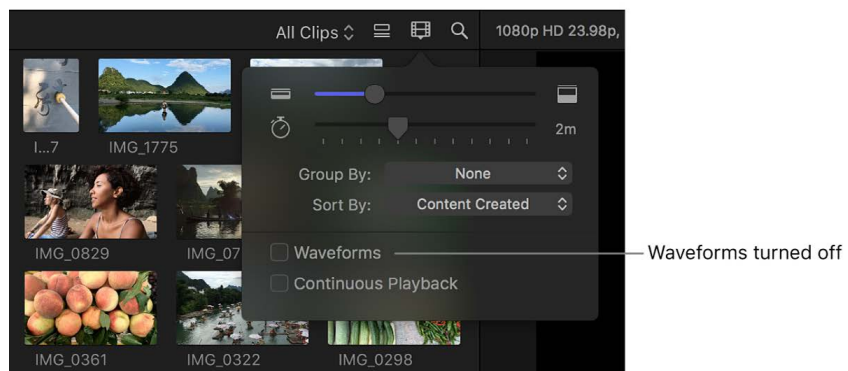 All Clips
1080p HD 23.98p,
I...7
IMG_1775
2m
Group By: None
Sort By: Content Created
IMG_0829
IMG_07
Waveforms
Waveforms turned off
Continuous Playback
IMG_0361
IMG_0322
IMG_0298